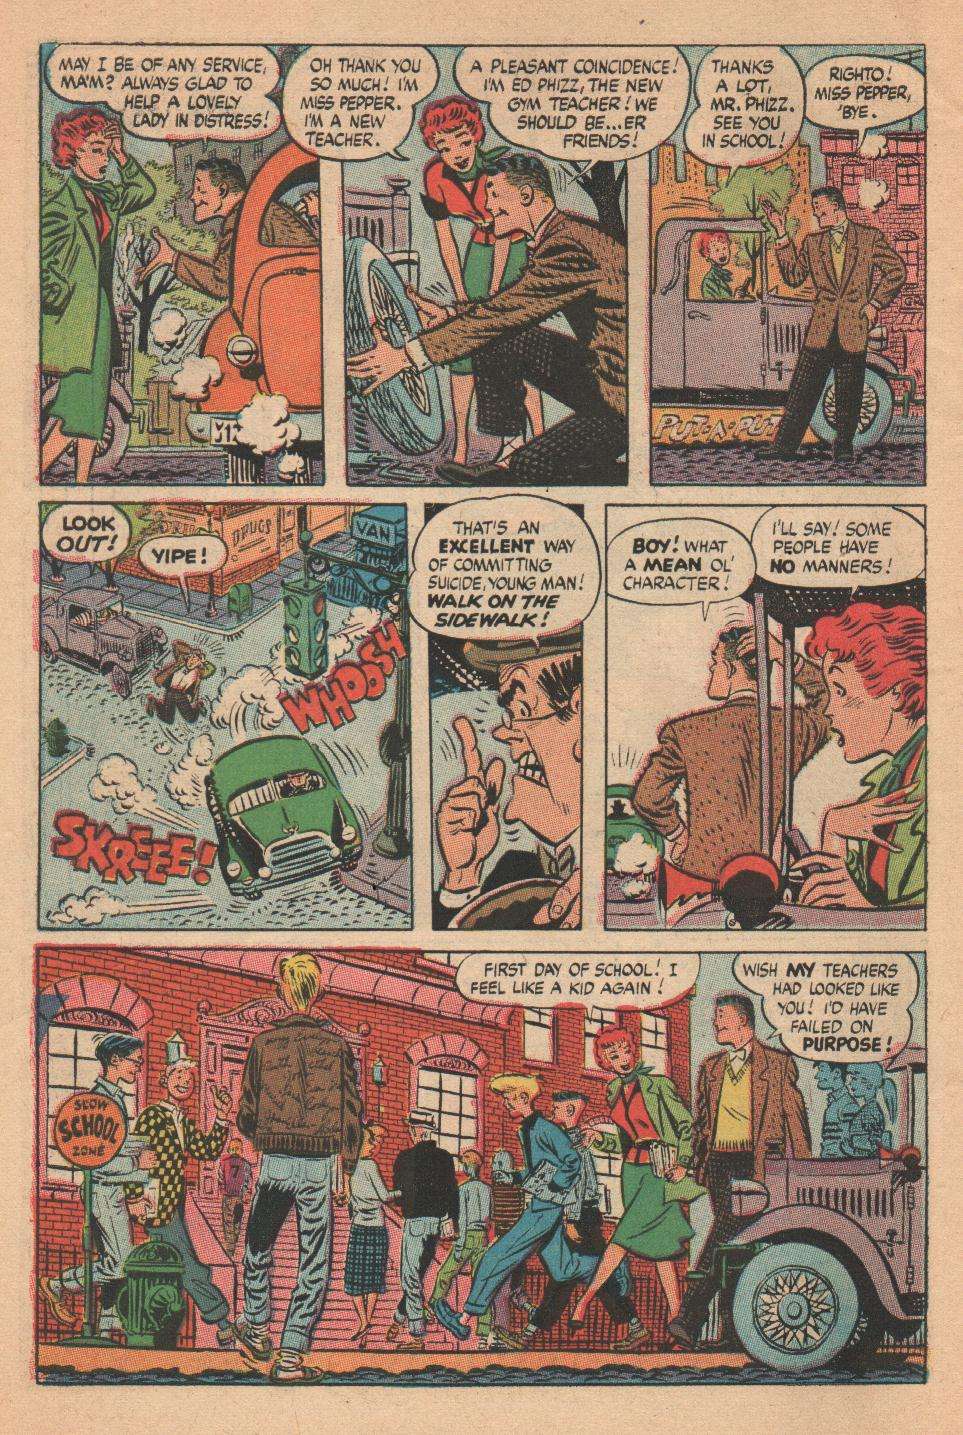 MAY I BE OF ANY SERVICE,
MA'M? ALWAYS GLAD TO
HELP A LOVELY
LADY IN DISTRESS!
OH THANK YOU
SO MUCH! I'M
MISS PEPPER.
I'M A NEW
TEACHER.
A PLEASANT COINCIDENCE!
I'M ED PHIZZ, THE NEW
GYM TEACHER! WE
SHOULD BE...ER
FRIENDS!
THANKS
A LOT,
MR. PHIZZ.
SEE YOU
IN SCHOOL!
RIGHTO!
MISS PEPPER,
'BYE.
PUT-A-PUT
LOOK
OUT!
YIPE!
DRUGS
VAN
WHOOSH
SKREEE!
THAT'S AN
EXCELLENT WAY
OF COMMITTING
SUICIDE, YOUNG MAN!
WALK ON THE
SIDEWALK!
BOY! WHAT
A MEAN OL'
CHARACTER!
I'LL SAY! SOME
PEOPLE HAVE
NO MANNERS!
FIRST DAY OF SCHOOL! I
FEEL LIKE A KID AGAIN!
WISH MY TEACHERS
HAD LOOKED LIKE
YOU! I'D HAVE
FAILED ON
PURPOSE!
SLOW
SCHOOL
ZONE